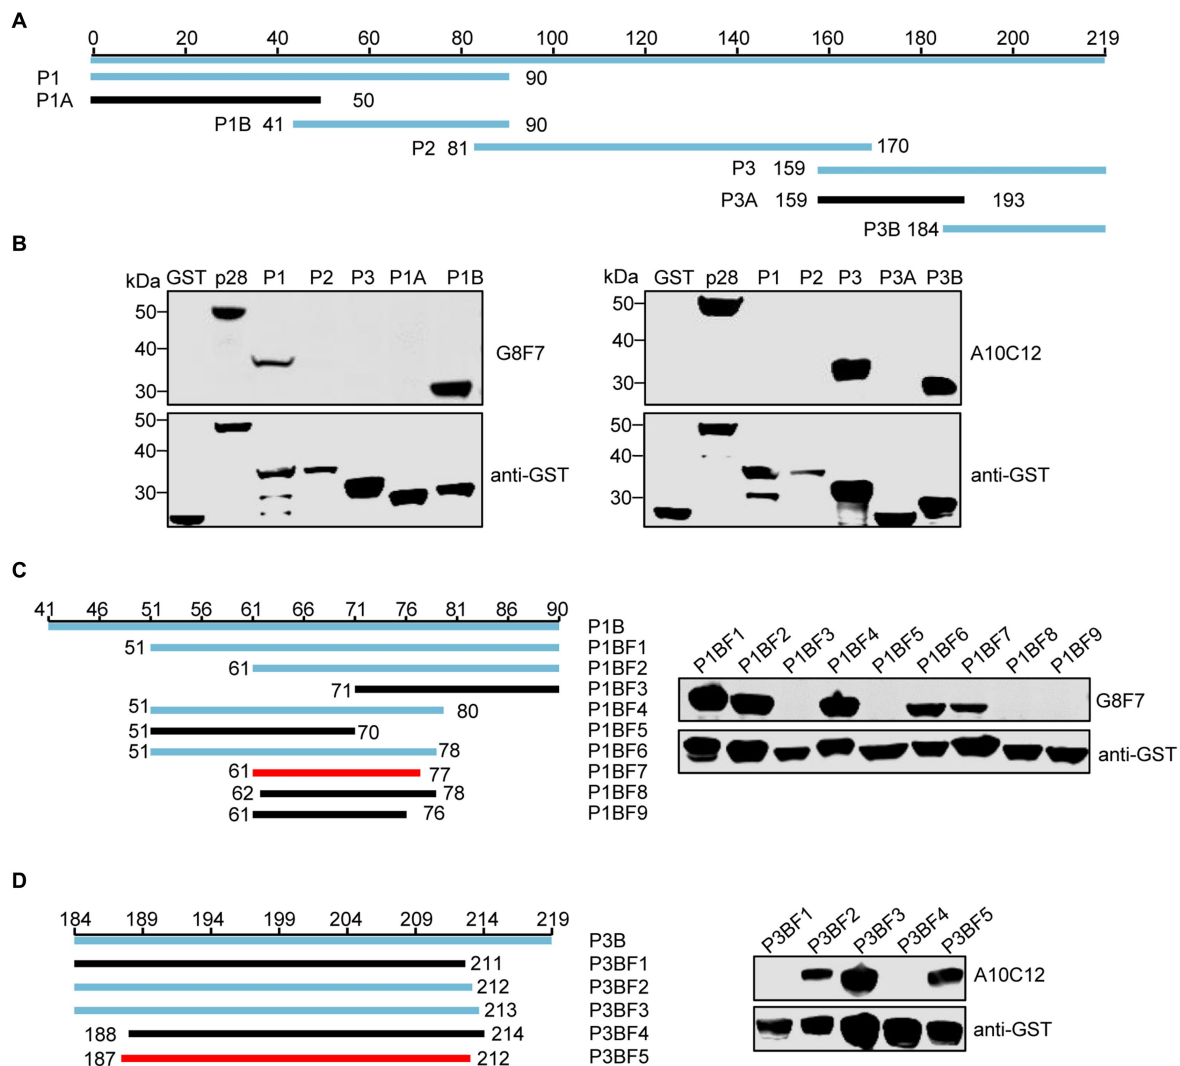 A
0 20 40 60 80 100 120 140 160 180 200 219
P1 90
P1A 50
P1B 41 90
P2 81 170
P3 159
P3A 159 193
P3B 184
B
kDa GST p28 P1 P2 P3 P1A P1B
50
40
30
G8F7
50
40
30
anti-GST
kDa GST p28 P1 P2 P3 P3A P3B
50
40
30
A10C12
50
40
30
anti-GST
C
41 46 51 56 61 66 71 76 81 86 90
P1B
51 P1BF1
61 P1BF2
71 P1BF3
51 80 P1BF4
51 70 P1BF5
51 78 P1BF6
61 77 P1BF7
62 78 P1BF8
61 76 P1BF9
P1BF1 P1BF2 P1BF3 P1BF4 P1BF5 P1BF6 P1BF7 P1BF8 P1BF9
G8F7
anti-GST
D
184 189 194 199 204 209 214 219
P3B
211 P3BF1
212 P3BF2
213 P3BF3
188 214 P3BF4
187 212 P3BF5
P3BF1 P3BF2 P3BF3 P3BF4 P3BF5
A10C12
anti-GST